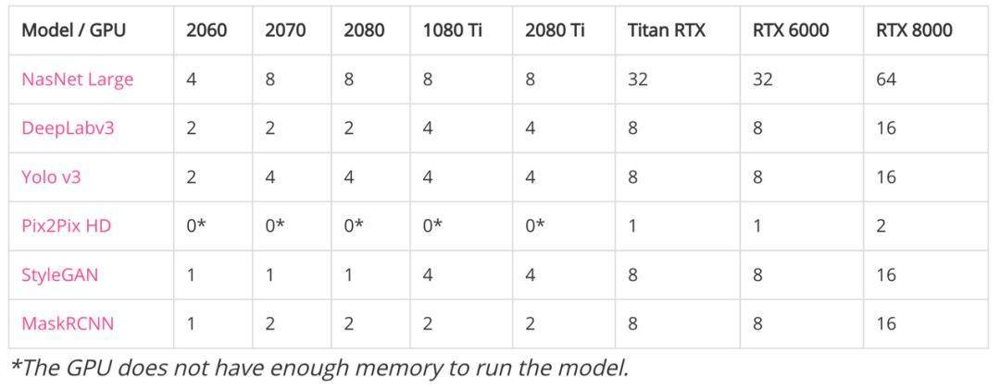 Model / GPU 2060 2070 2080 1080 Ti 2080 Ti Titan RTX RTX 6000 RTX 8000
NasNet Large 4 8 8 8 8 32 32 64
DeepLabv3 2 2 2 4 4 8 8 16
Yolo v3 2 4 4 4 4 8 8 16
Pix2Pix HD 0* 0* 0* 0* 0* 1 1 2
StyleGAN 1 1 1 4 4 8 8 16
MaskRCNN 1 2 2 2 2 8 8 16
*The GPU does not have enough memory to run the model.